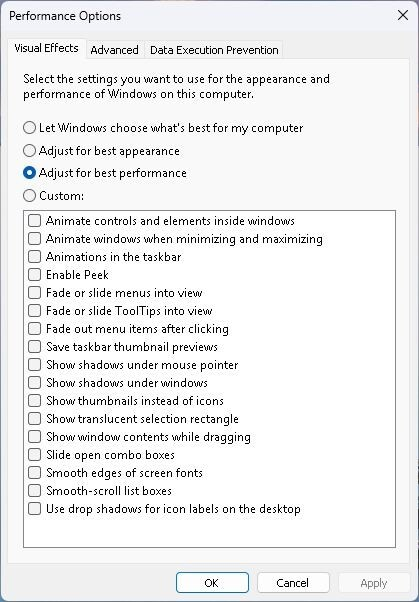 Performance Options
Visual Effects Advanced Data Execution Prevention
Select the settings you want to use for the appearance and
performance of Windows on this computer.
Let Windows choose what's best for my computer
Adjust for best appearance
Adjust for best performance
Custom:
Animate controls and elements inside windows
Animate windows when minimizing and maximizing
Animations in the taskbar
Enable Peek
Fade or slide menus into view
Fade or slide ToolTips into view
Fade out menu items after clicking
Save taskbar thumbnail previews
Show shadows under mouse pointer
Show shadows under windows
Show thumbnails instead of icons
Show translucent selection rectangle
Show window contents while dragging
Slide open combo boxes
Smooth edges of screen fonts
Smooth-scroll list boxes
Use drop shadows for icon labels on the desktop
OK Cancel Apply